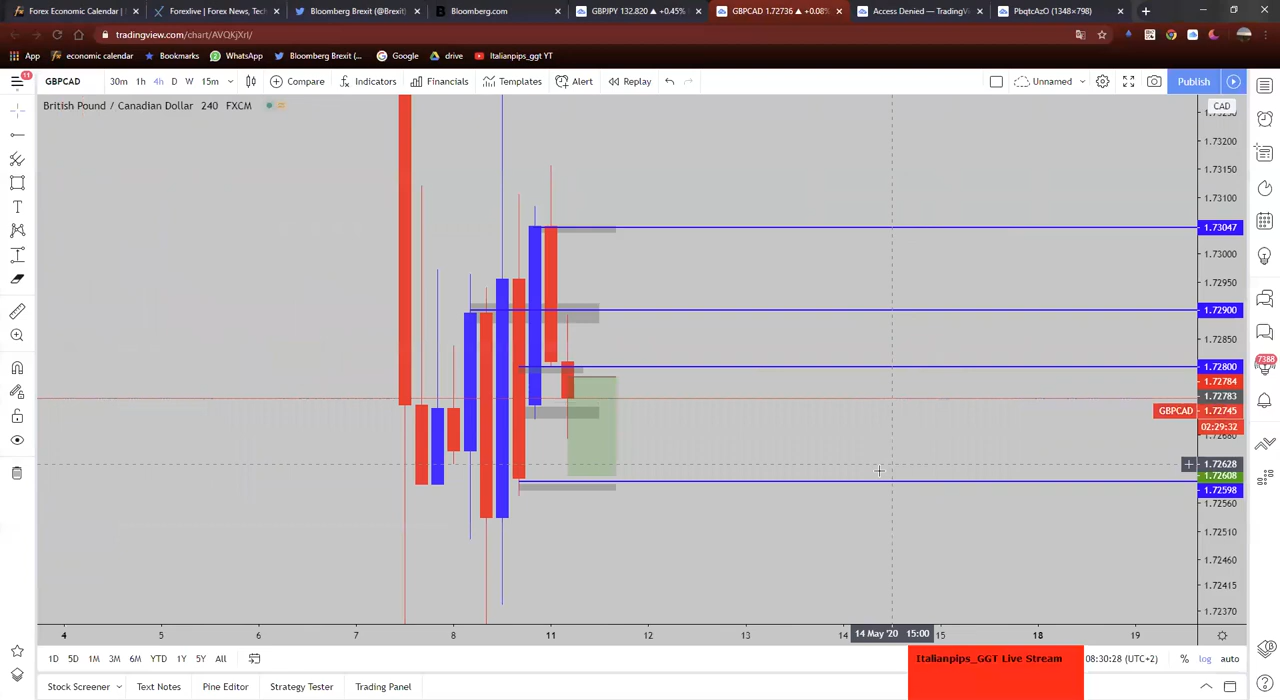 Forex Economic Calendar |
Forexlive | Forex News, Tec
Bloomberg Brexit (@Brexit)
Bloomberg.com
GBPJPY 132.820 ▲ +0.45%
GBPCAD 1.72736 ▲ +0.08%
Access Denied — TradingVi
PbqtcAzO (1348×798)
tradingview.com/chart/AVQKjXrI/
App
economic calendar
Bookmarks
WhatsApp
Bloomberg Brexit (...
Google
drive
Italianpips_ggt YT
11
GBPCAD
30m
1h
4h
D
W
15m
Compare
Indicators
Financials
Templates
Alert
Replay
Unnamed
Publish
British Pound / Canadian Dollar 240 FXCM
CAD
1.73200
1.73150
1.73100
1.73047
1.73000
1.72950
1.72900
1.72850
1.72800
1.72784
1.72783
GBPCAD 1.72745
02:29:32
1.72680
1.72628
1.72608
1.72598
1.72560
1.72510
1.72460
1.72415
1.72370
7388
4
5
6
7
8
11
12
13
14
14 May '20 15:00
15
18
19
1D
5D
1M
3M
6M
YTD
1Y
5Y
All
Italianpips_GGT Live Stream
08:30:28 (UTC+2)
%
log
auto
Stock Screener
Text Notes
Pine Editor
Strategy Tester
Trading Panel